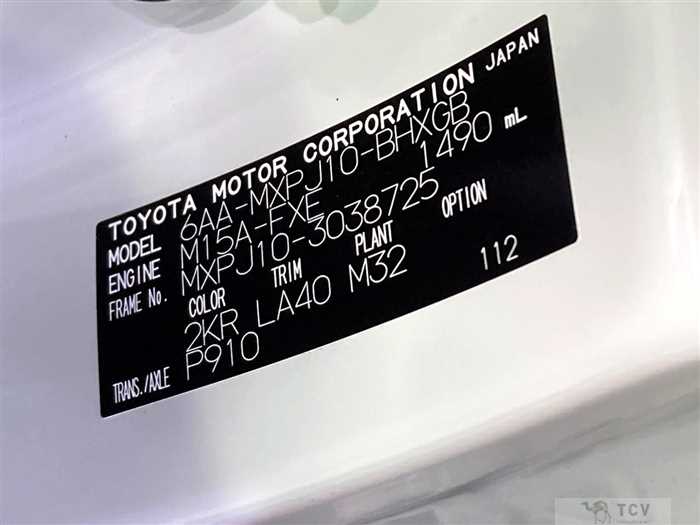 TOYOTA MOTOR CORPORATION JAPAN
MODEL 6AA-MXPJ10-BHXGB
ENGINE M15A-FXE 1490 mL
FRAME No. MXPJ10-3038725
COLOR TRIM PLANT OPTION
2KR LA40 M32 112
TRANS./AXLE P910
TCV